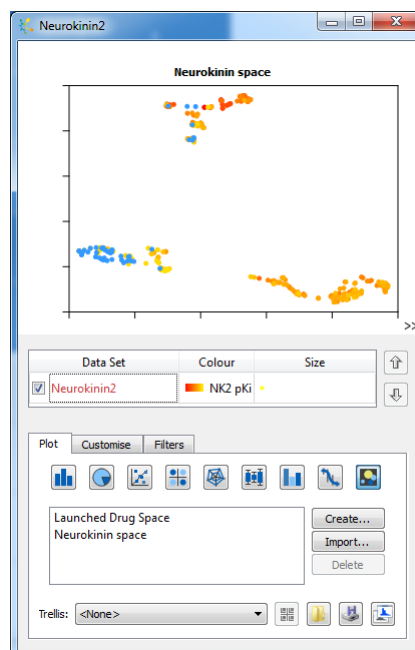 Neurokinin2
Neurokinin space
>>
Data Set Colour Size
Neurokinin2 NK2 pKi
Plot Customise Filters
Launched Drug Space
Neurokinin space
Create...
Import...
Delete
Trellis: <None>